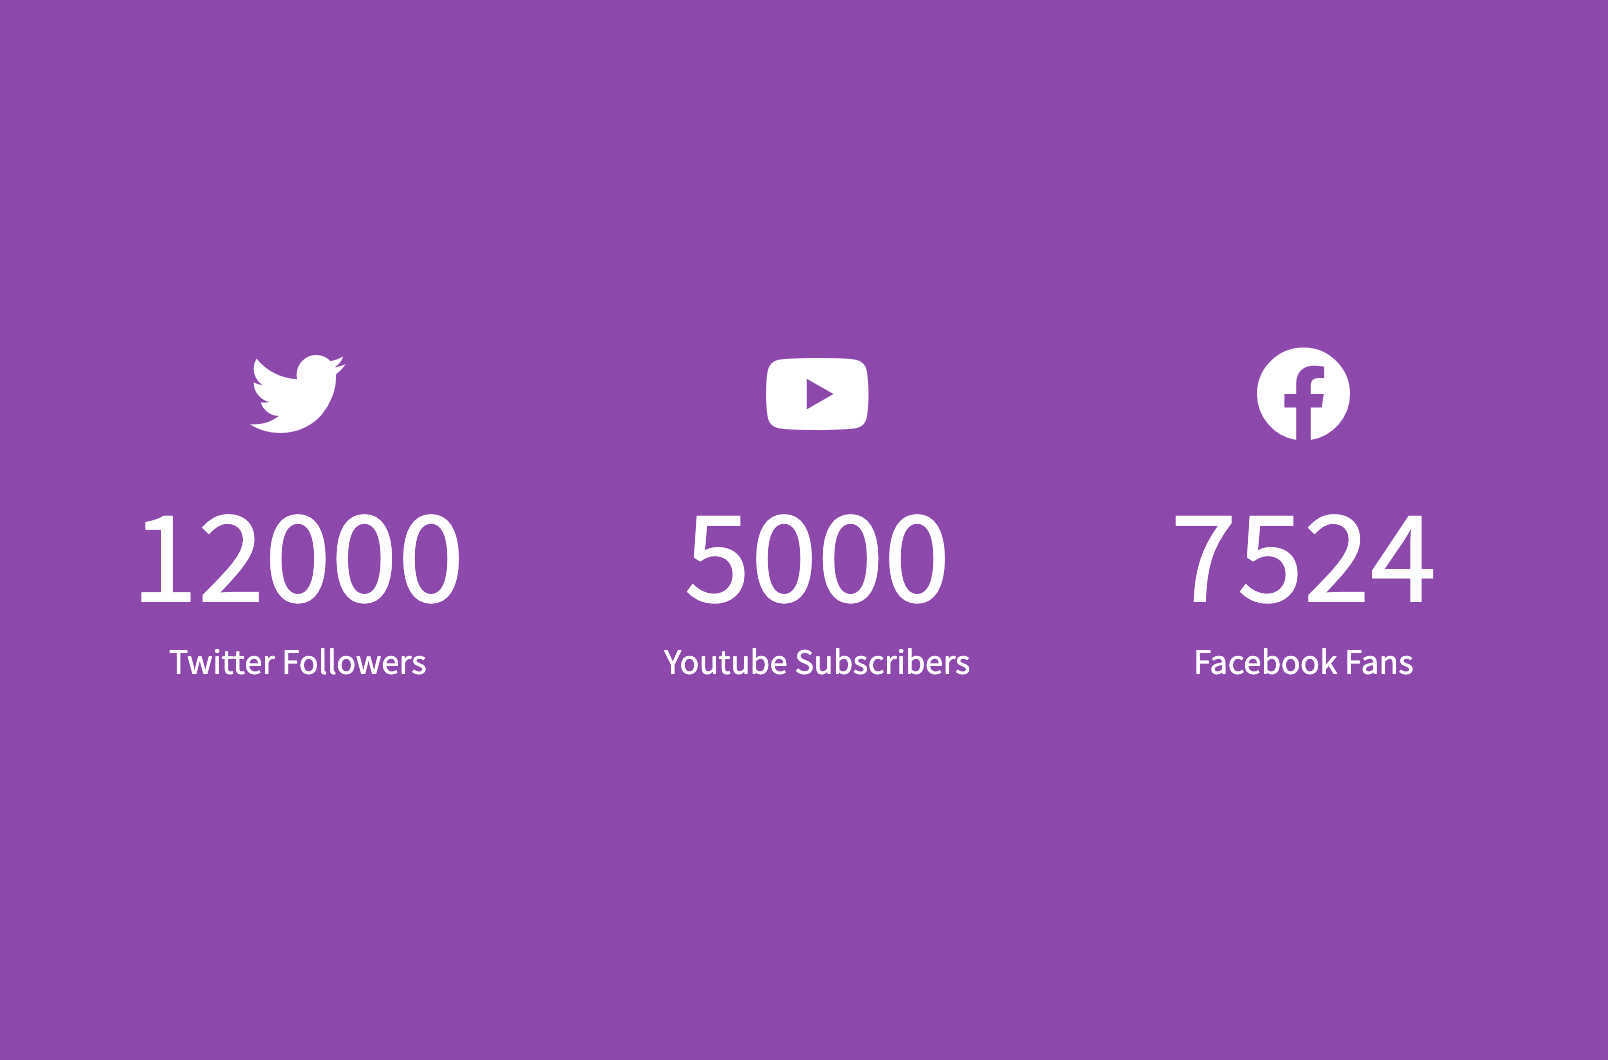 12000
Twitter Followers
5000
Youtube Subscribers
7524
Facebook Fans